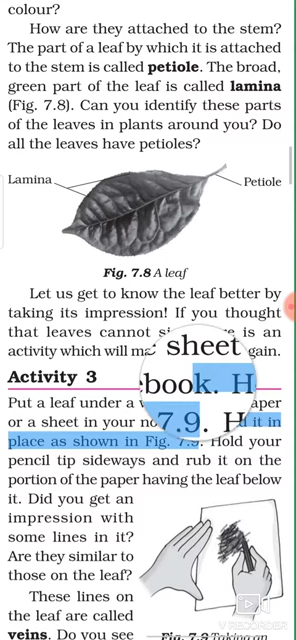 colour?
How are they attached to the stem?
The part of a leaf by which it is attached
to the stem is called petiole. The broad,
green part of the leaf is called lamina
(Fig. 7.8). Can you identify these parts
of the leaves in plants around you? Do
all the leaves have petioles?
Lamina
Petiole
Fig. 7.8 A leaf
Let us get to know the leaf better by
taking its impression! If you thought
that leaves cannot is an
activity which will gain.
sheet
book. H
7.9. H
Activity 3
Put a leaf under a
or a sheet in your it in
place as shown in Fig. 7.9. Hold your
pencil tip sideways and rub it on the
portion of the paper having the leaf below
it. Did you get an
impression with
some lines in it?
Are they similar to
those on the leaf?
These lines on
the leaf are called
veins. Do you see
Fig. 7.9 Taking an
V RECORDER